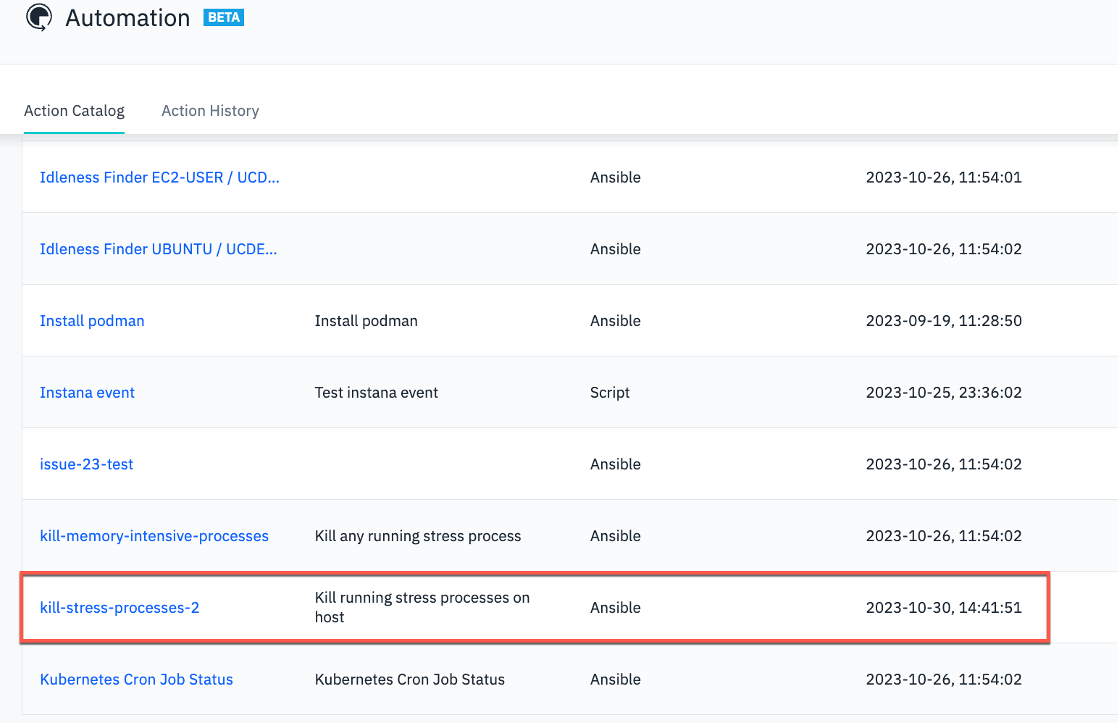 Automation BETA
Action Catalog Action History
Idleness Finder EC2-USER / UCD... Ansible 2023-10-26, 11:54:01
Idleness Finder UBUNTU / UCDE... Ansible 2023-10-26, 11:54:02
Install podman Install podman Ansible 2023-09-19, 11:28:50
Instana event Test instana event Script 2023-10-25, 23:36:02
issue-23-test Ansible 2023-10-26, 11:54:02
kill-memory-intensive-processes Kill any running stress process Ansible 2023-10-26, 11:54:02
kill-stress-processes-2 Kill running stress processes on Ansible 2023-10-30, 14:41:51
host
Kubernetes Cron Job Status Kubernetes Cron Job Status Ansible 2023-10-26, 11:54:02